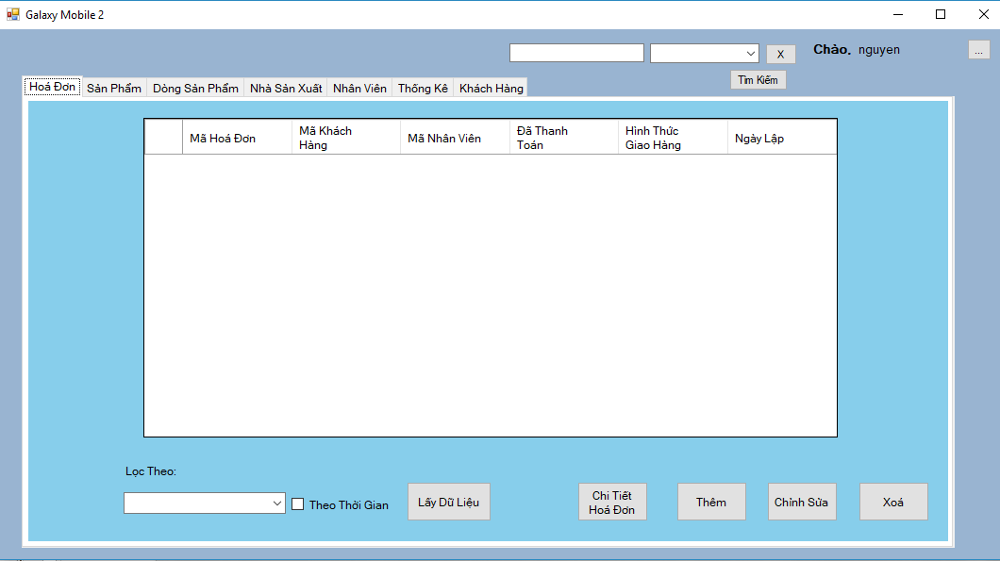 Galaxy Mobile 2
X
Chào, nguyen
...
Tìm Kiếm
Hoá Đơn
Sản Phẩm
Dòng Sản Phẩm
Nhà Sản Xuất
Nhân Viên
Thống Kê
Khách Hàng
Mã Hoá Đơn
Mã Khách
Hàng
Mã Nhân Viên
Đã Thanh
Toán
Hình Thức
Giao Hàng
Ngày Lập
Lọc Theo:
Theo Thời Gian
Lấy Dữ Liệu
Chi Tiết
Hoá Đơn
Thêm
Chỉnh Sửa
Xoá